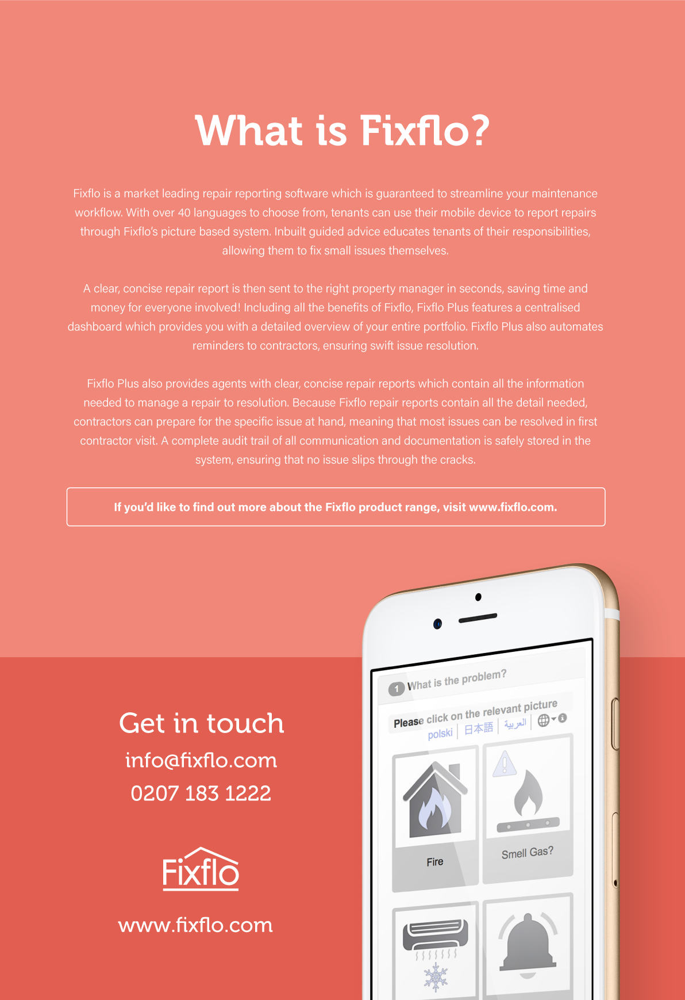 What is Fixflo?
Fixflo is a market leading repair reporting software which is guaranteed to streamline your maintenance
workflow. With over 40 languages to choose from, tenants can use their mobile device to report repairs
through Fixflo’s picture based system. Inbuilt guided advice educates tenants of their responsibilities,
allowing them to fix small issues themselves.
A clear, concise repair report is then sent to the right property manager in seconds, saving time and
money for everyone involved! Including all the benefits of Fixflo, Fixflo Plus features a centralised
dashboard which provides you with a detailed overview of your entire portfolio. Fixflo Plus also automates
reminders to contractors, ensuring swift issue resolution.
Fixflo Plus also provides agents with clear, concise repair reports which contain all the information
needed to manage a repair to resolution. Because Fixflo repair reports contain all the detail needed,
contractors can prepare for the specific issue at hand, meaning that most issues can be resolved in first
contractor visit. A complete audit trail of all communication and documentation is safely stored in the
system, ensuring that no issue slips through the cracks.
If you’d like to find out more about the Fixflo product range, visit www.fixflo.com.
Get in touch
info@fixflo.com
0207 183 1222
Fixflo
www.fixflo.com
1 What is the problem?
Please click on the relevant picture
polski | 日本語 | العربية |
Fire
Smell Gas?